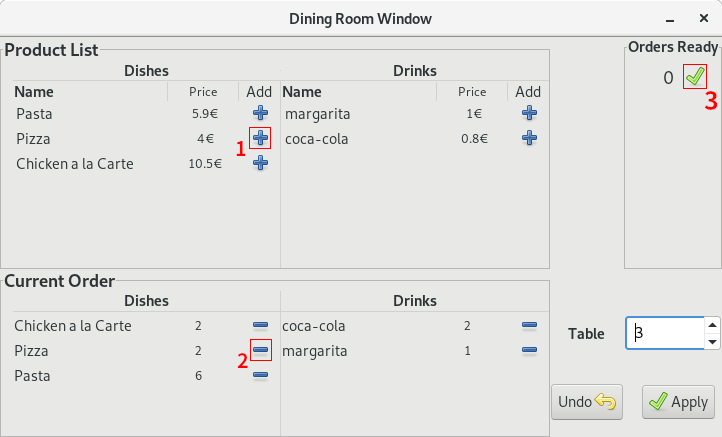 Dining Room Window
Product List
Dishes Drinks
Name Price Add Name Price Add
Pasta 5.9€ margarita 1€
Pizza 4€ 1 coca-cola 0.8€
Chicken a la Carte 10.5€
Orders Ready
0
3
Current Order
Dishes Drinks
Chicken a la Carte 2 coca-cola 2
Pizza 2 2 margarita 1
Pasta 6
Table 3
Undo Apply